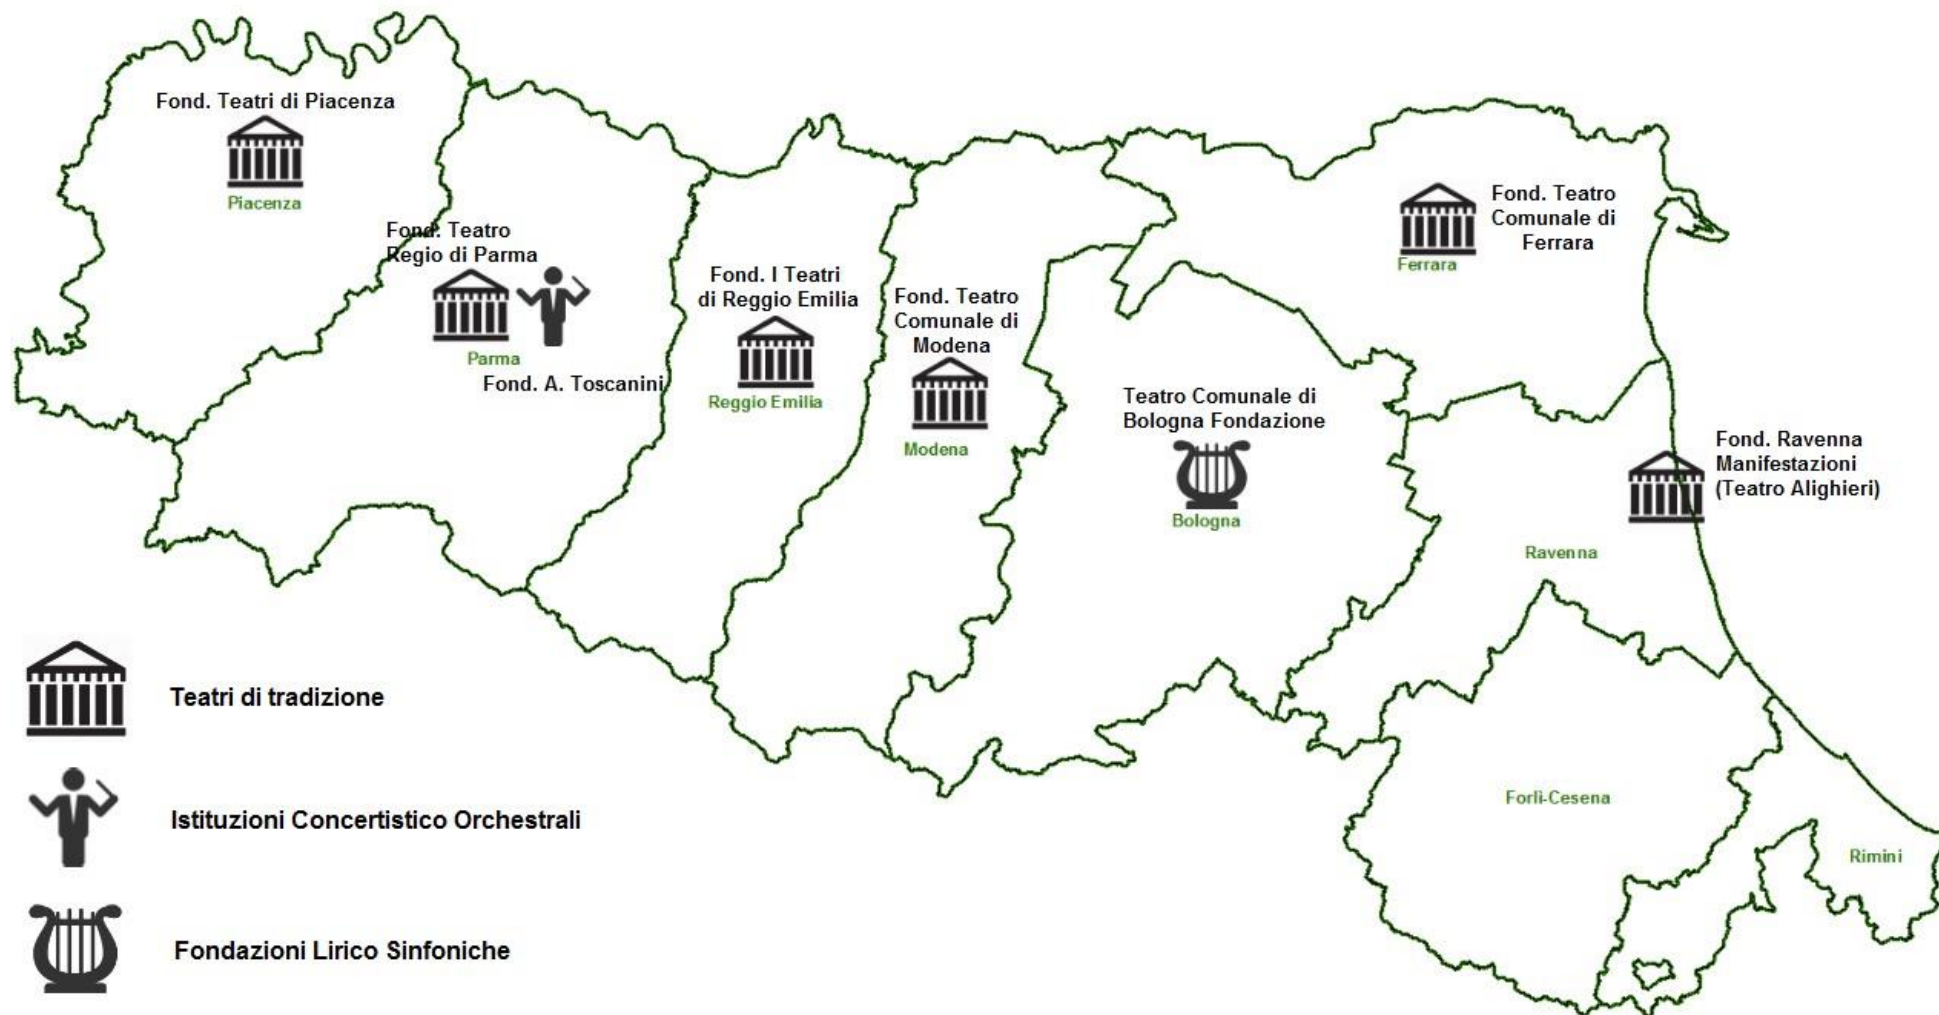 Fond. Teatri di Piacenza
Piacenza
Fond. Teatro
Regio di Parma
Parma
Fond. A. Toscanini
Fond. I Teatri
di Reggio Emilia
Reggio Emilia
Fond. Teatro
Comunale di
Modena
Modena
Teatro Comunale di
Bologna Fondazione
Bologna
Fond. Teatro
Comunale di
Ferrara
Ferrara
Fond. Ravenna
Manifestazioni
(Teatro Alighieri)
Ravenna
Forlì-Cesena
Rimini
Teatri di tradizione
Istituzioni Concertistico Orchestrali
Fondazioni Lirico Sinfoniche